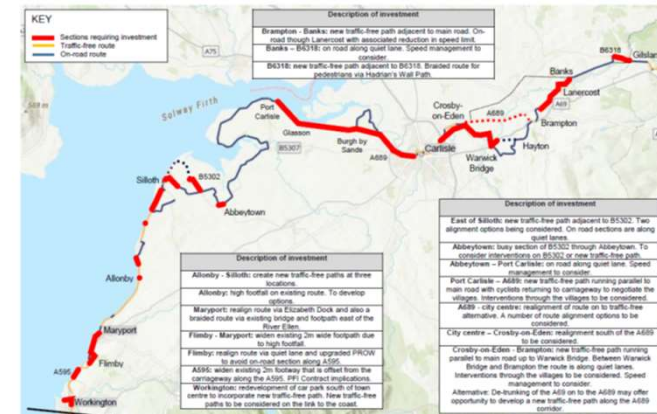 KEY
Sections requiring investment
Traffic-free route
On-road route
Description of investment
Brampton - Banks: new traffic-free path adjacent to main road. On-
road though Lanercost with associated reduction in speed limit.
Banks – B6318: on road along quiet lane. Speed management to
consider.
B6318: new traffic-free path adjacent to B6318. Braided route for
pedestrians via Hadrian's Wall Path.
A75
B6318
Gilsland
Banks
Lanercost
A69
Brampton
Crosby-
on-Eden
A689
Hayton
Warwick
Bridge
Carlisle
Solway Firth
Port
Carlisle
Glasson
Burgh by
Sands
A689
B5307
Silloth
B5302
Abbeytown
Allonby
Maryport
Flimby
A595
Workington
Description of investment
Allonby - Silloth: create new traffic-free paths at three
locations.
Allonby: high footfall on existing route. To develop
options.
Maryport: realign route via Elizabeth Dock and also a
braided route via existing bridge and footpath east of the
River Ellen.
Flimby - Maryport: widen existing 2m wide footpath due
to high footfall.
Flimby: realign route via quiet lane and upgraded PROW
to avoid on-road section along A595.
A595: widen existing 2m footway that is offset from the
carriageway along the A595. PFI Contract implications.
Workington: redevelopment of car park south of town
centre to incorporate new traffic-free path. New traffic-free
paths to be considered on the link to the coast.
Description of investment
East of Silloth: new traffic-free path adjacent to B5302. Two
alignment options being considered. On road sections are along
quiet lanes.
Abbeytown: busy section of B5302 through Abbeytown. To
consider interventions on B5302 or new traffic-free path.
Abbeytown – Port Carlisle: on road along quiet lane. Speed
management to consider.
Port Carlisle – A689: new traffic-free path running parallel to
main road with cyclists returning to carriageway to negotiate the
villages. Interventions through the villages to be considered.
A689 - city centre: realignment of route on to traffic-free
alternative. A number of route alignment options to be
considered.
City centre – Crosby-on-Eden: realignment south of the A689
to be considered.
Crosby-on-Eden - Brampton: new traffic-free path running
parallel to main road up to Warwick Bridge. Between Warwick
Bridge and Brampton the route is along quiet lanes.
Interventions through the villages to be considered. Speed
management to consider.
Alternative: De-trunking of the A69 on to the A689 may offer
opportunity to develop a new traffic-free path along the A689
corridor.